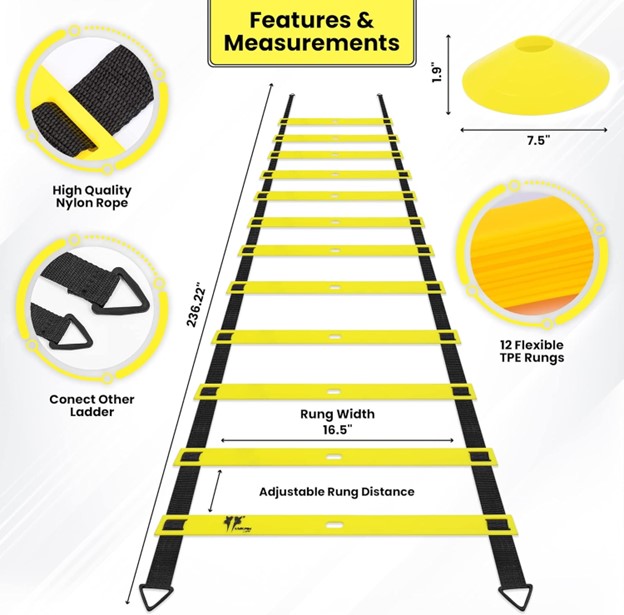 Features &
Measurements
1.9"
7.5"
High Quality
Nylon Rope
236.22"
12 Flexible
TPE Rungs
Conect Other
Ladder
Rung Width
16.5"
Adjustable Rung Distance